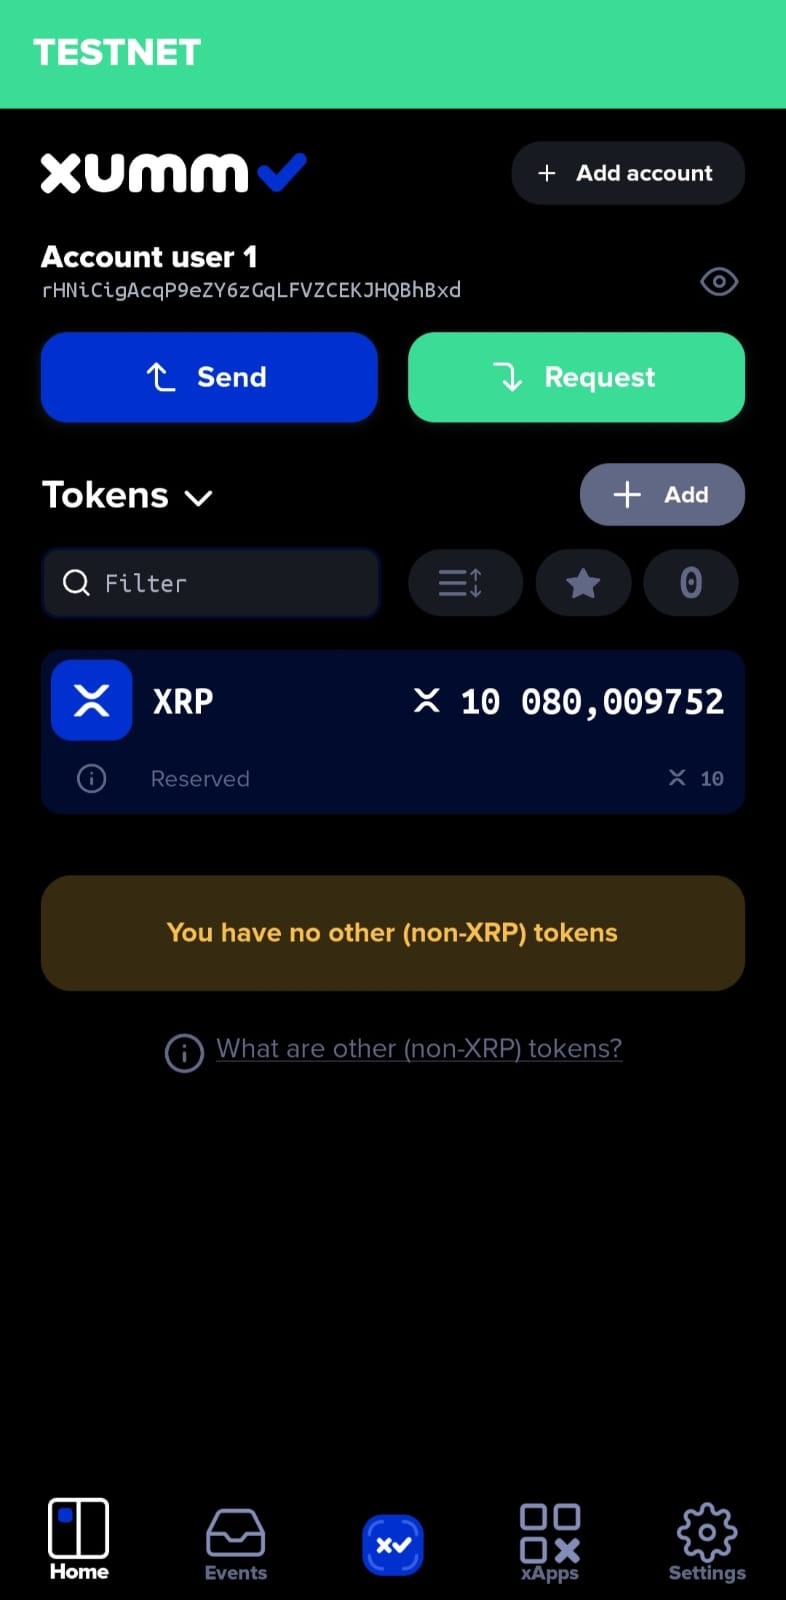 TESTNET
xumm
+ Add account
Account user 1
rHNiCigAcqP9eZY6zGqLFVZCEKJHQBhBxd
Send
Request
Tokens
+ Add
Filter
0
XRP
10 080,009752
Reserved
10
You have no other (non-XRP) tokens
What are other (non-XRP) tokens?
Home
Events
xApps
Settings